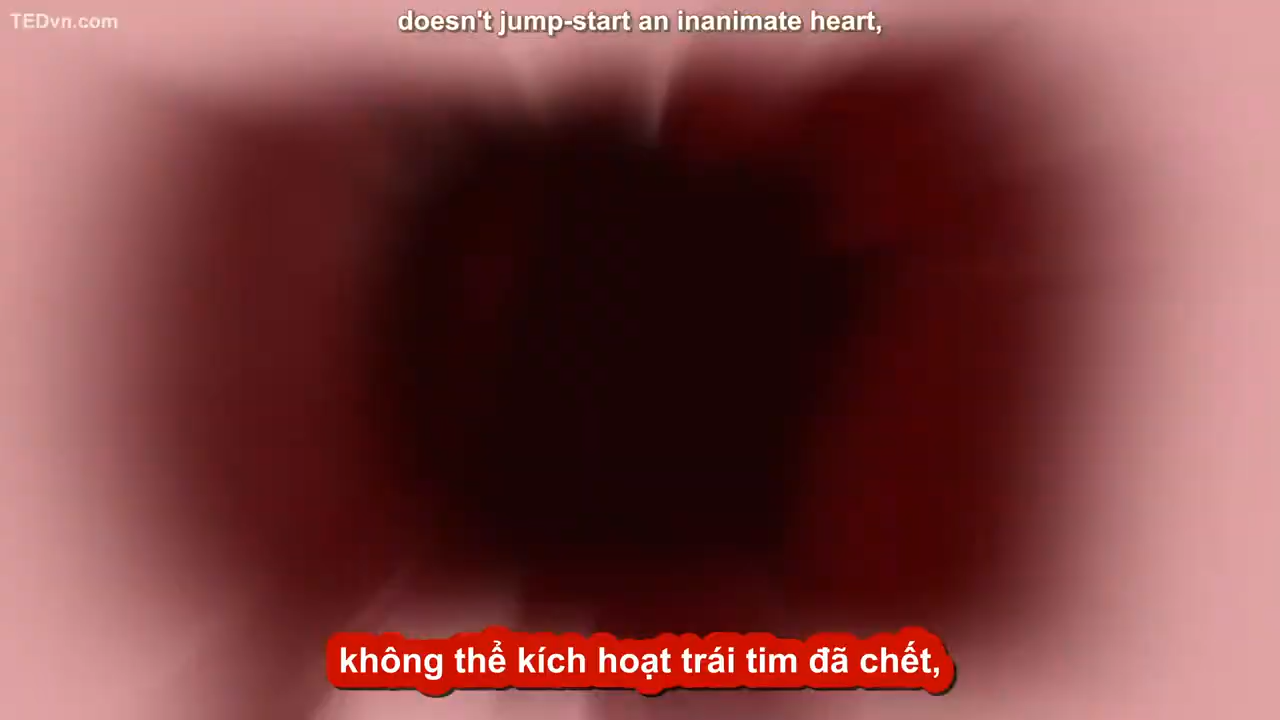 TEDvn.com
doesn't jump-start an inanimate heart,
không thể kích hoạt trái tim đã chết,